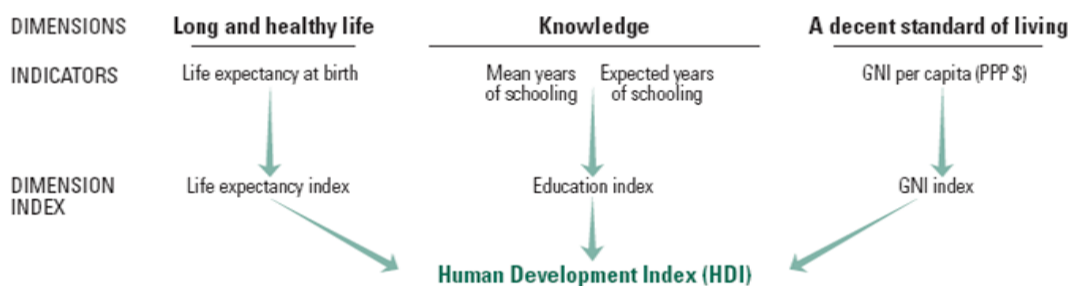 DIMENSIONS Long and healthy life Knowledge A decent standard of living
INDICATORS Life expectancy at birth Mean years Expected years GNI per capita (PPP $)
of schooling of schooling
DIMENSION Life expectancy index Education index GNI index
INDEX
Human Development Index (HDI)